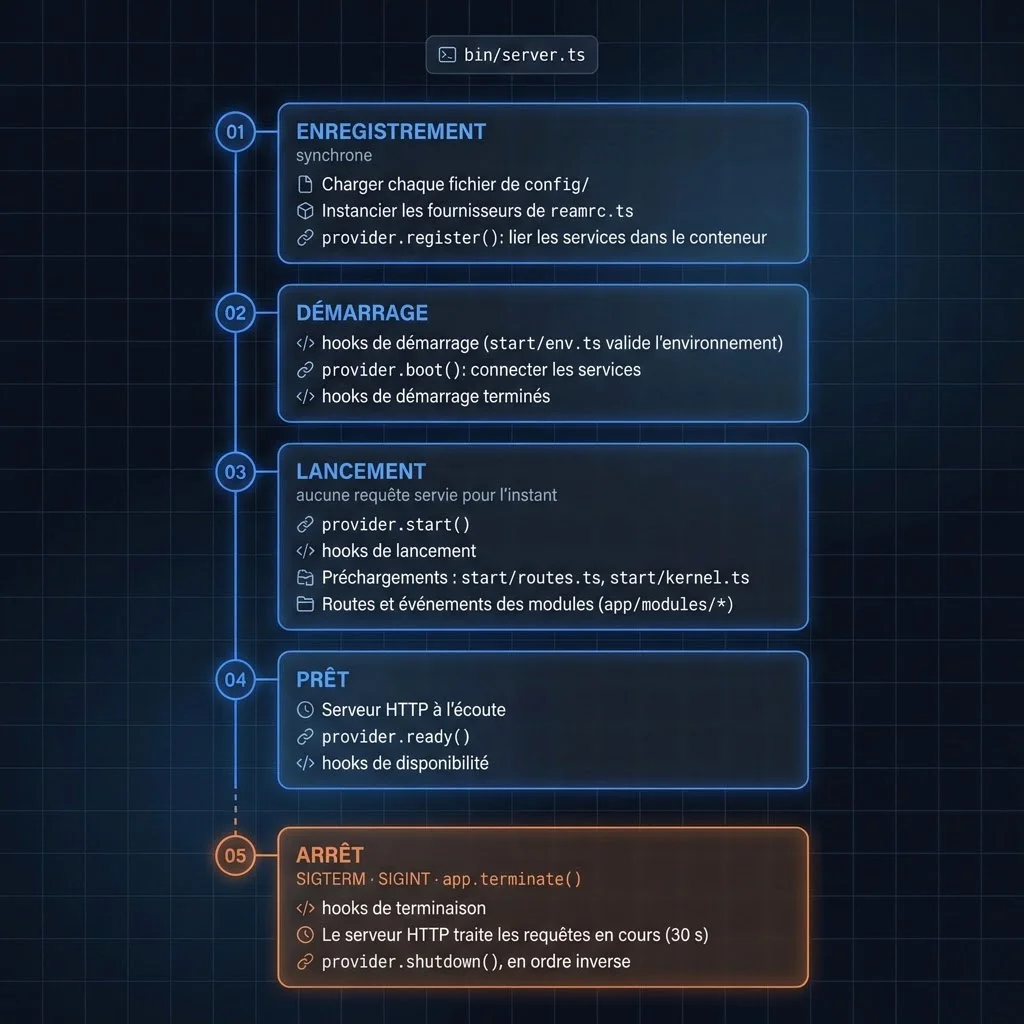 bin/server.ts
01
ENREGISTREMENT
synchrone
Charger chaque fichier de config/
Instancier les fournisseurs de reamrc.ts
provider.register(): lier les services dans le conteneur
02
DÉMARRAGE
hooks de démarrage (start/env.ts valide l'environnement)
provider.boot(): connecter les services
hooks de démarrage terminés
03
LANCEMENT
aucune requête servie pour l'instant
provider.start()
hooks de lancement
Préchargements : start/routes.ts, start/kernel.ts
Routes et événements des modules (app/modules/*)
04
PRÊT
Serveur HTTP à l'écoute
provider.ready()
hooks de disponibilité
05
ARRÊT
SIGTERM · SIGINT · app.terminate()
hooks de terminaison
Le serveur HTTP traite les requêtes en cours (30 s)
provider.shutdown(), en ordre inverse